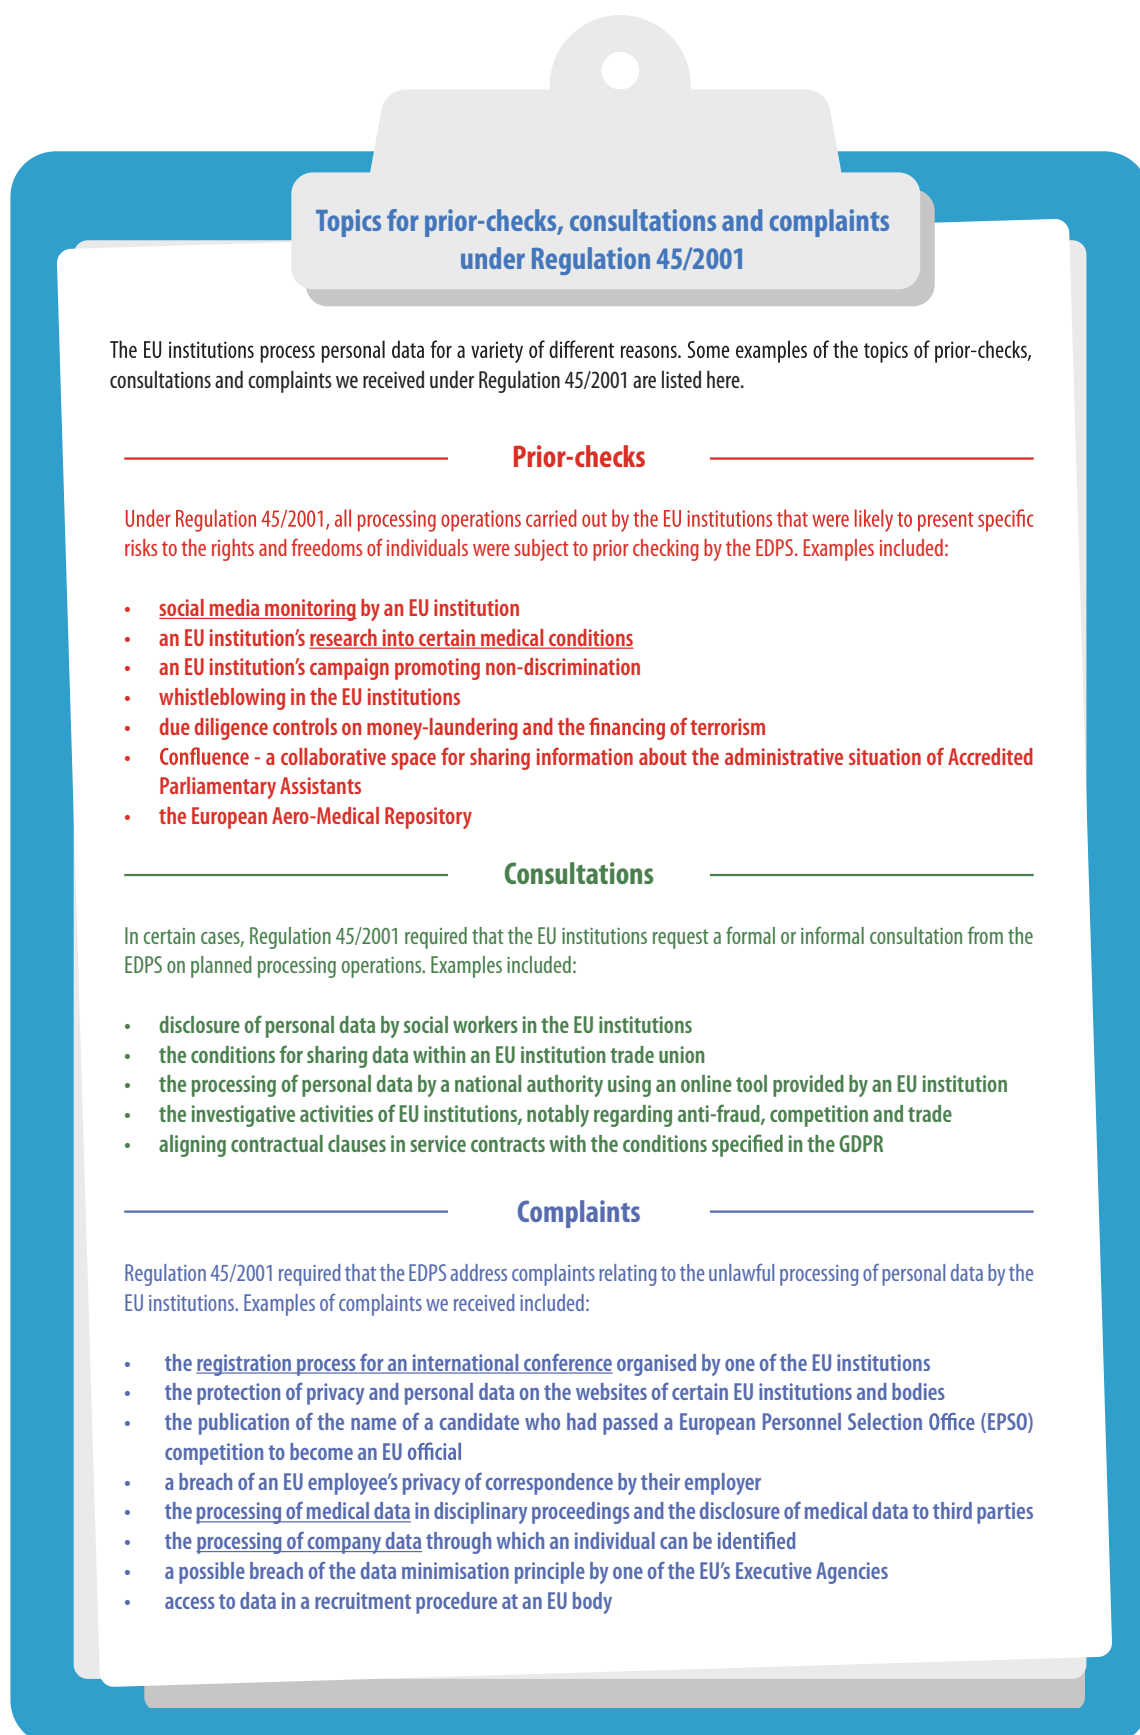 Topics for prior-checks, consultations and complaints
under Regulation 45/2001
The EU institutions process personal data for a variety of different reasons. Some examples of the topics of prior-checks,
consultations and complaints we received under Regulation 45/2001 are listed here.
Prior-checks
Under Regulation 45/2001, all processing operations carried out by the EU institutions that were likely to present specific
risks to the rights and freedoms of individuals were subject to prior checking by the EDPS. Examples included:
• social media monitoring by an EU institution
• an EU institution’s research into certain medical conditions
• an EU institution’s campaign promoting non-discrimination
• whistleblowing in the EU institutions
• due diligence controls on money-laundering and the financing of terrorism
• Confluence - a collaborative space for sharing information about the administrative situation of Accredited
Parliamentary Assistants
• the European Aero-Medical Repository
Consultations
In certain cases, Regulation 45/2001 required that the EU institutions request a formal or informal consultation from the
EDPS on planned processing operations. Examples included:
• disclosure of personal data by social workers in the EU institutions
• the conditions for sharing data within an EU institution trade union
• the processing of personal data by a national authority using an online tool provided by an EU institution
• the investigative activities of EU institutions, notably regarding anti-fraud, competition and trade
• aligning contractual clauses in service contracts with the conditions specified in the GDPR
Complaints
Regulation 45/2001 required that the EDPS address complaints relating to the unlawful processing of personal data by the
EU institutions. Examples of complaints we received included:
• the registration process for an international conference organised by one of the EU institutions
• the protection of privacy and personal data on the websites of certain EU institutions and bodies
• the publication of the name of a candidate who had passed a European Personnel Selection Office (EPSO)
competition to become an EU official
• a breach of an EU employee’s privacy of correspondence by their employer
• the processing of medical data in disciplinary proceedings and the disclosure of medical data to third parties
• the processing of company data through which an individual can be identified
• a possible breach of the data minimisation principle by one of the EU’s Executive Agencies
• access to data in a recruitment procedure at an EU body